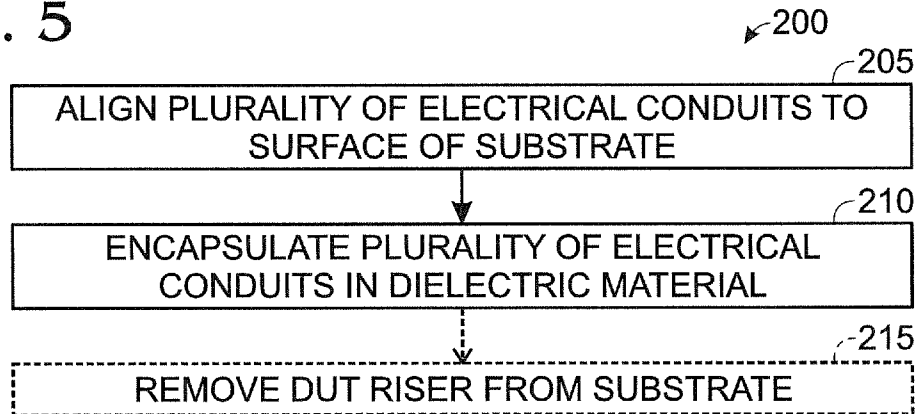 . 5
200
205
ALIGN PLURALITY OF ELECTRICAL CONDUITS TO
SURFACE OF SUBSTRATE
210
ENCAPSULATE PLURALITY OF ELECTRICAL
CONDUITS IN DIELECTRIC MATERIAL
215
REMOVE DUT RISER FROM SUBSTRATE